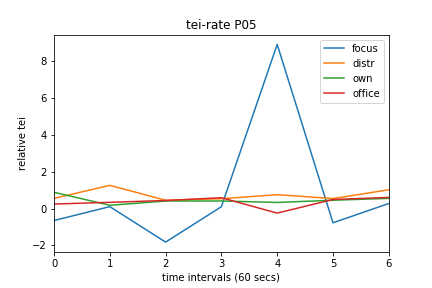 tei-rate P05
focus
distr
own
office
relative tei
8
6
4
2
0
−2
0 1 2 3 4 5 6
time intervals (60 secs)